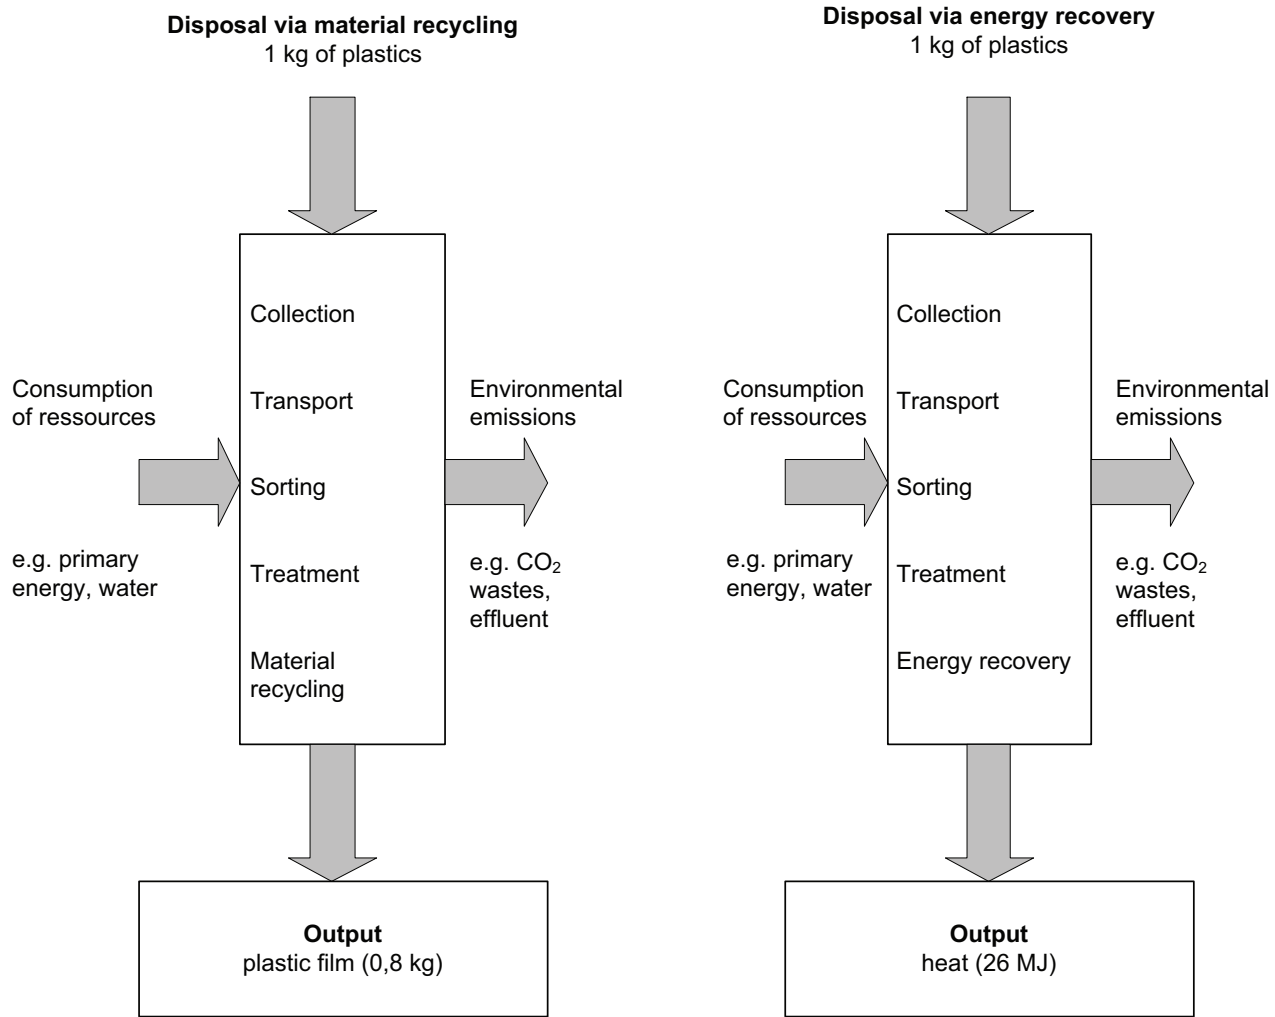 Disposal via material recycling
1 kg of plastics
Collection
Consumption
of ressources
Transport
Environmental
emissions
Sorting
e.g. primary
energy, water
Treatment
e.g. CO₂
wastes,
effluent
Material
recycling
Output
plastic film (0,8 kg)
Disposal via energy recovery
1 kg of plastics
Collection
Consumption
of ressources
Transport
Environmental
emissions
Sorting
e.g. primary
energy, water
Treatment
e.g. CO₂
wastes,
effluent
Energy recovery
Output
heat (26 MJ)